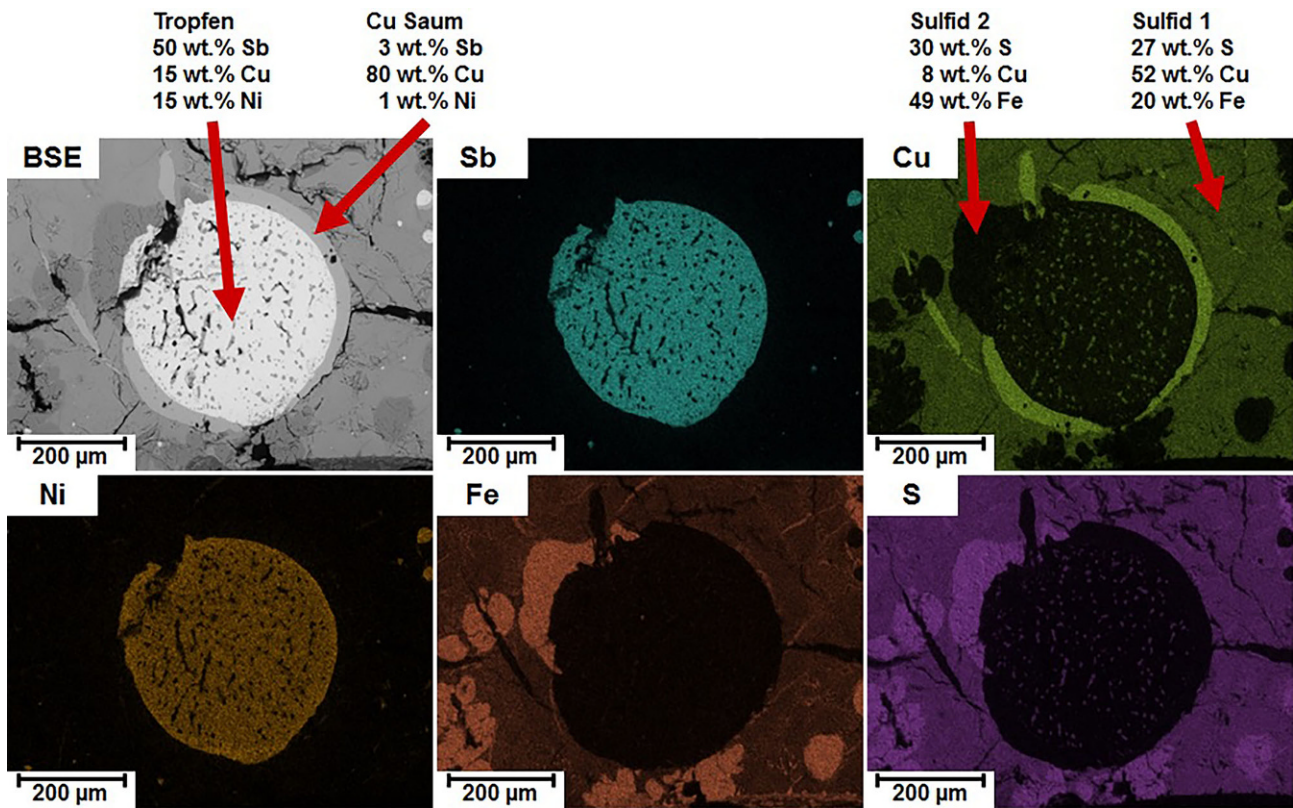 Tropfen
50 wt.% Sb
15 wt.% Cu
15 wt.% Ni
Cu Saum
3 wt.% Sb
80 wt.% Cu
1 wt.% Ni
Sulfid 2
30 wt.% S
8 wt.% Cu
49 wt.% Fe
Sulfid 1
27 wt.% S
52 wt.% Cu
20 wt.% Fe
BSE
Sb
Cu
200 µm
200 µm
200 µm
Ni
Fe
S
200 µm
200 µm
200 µm